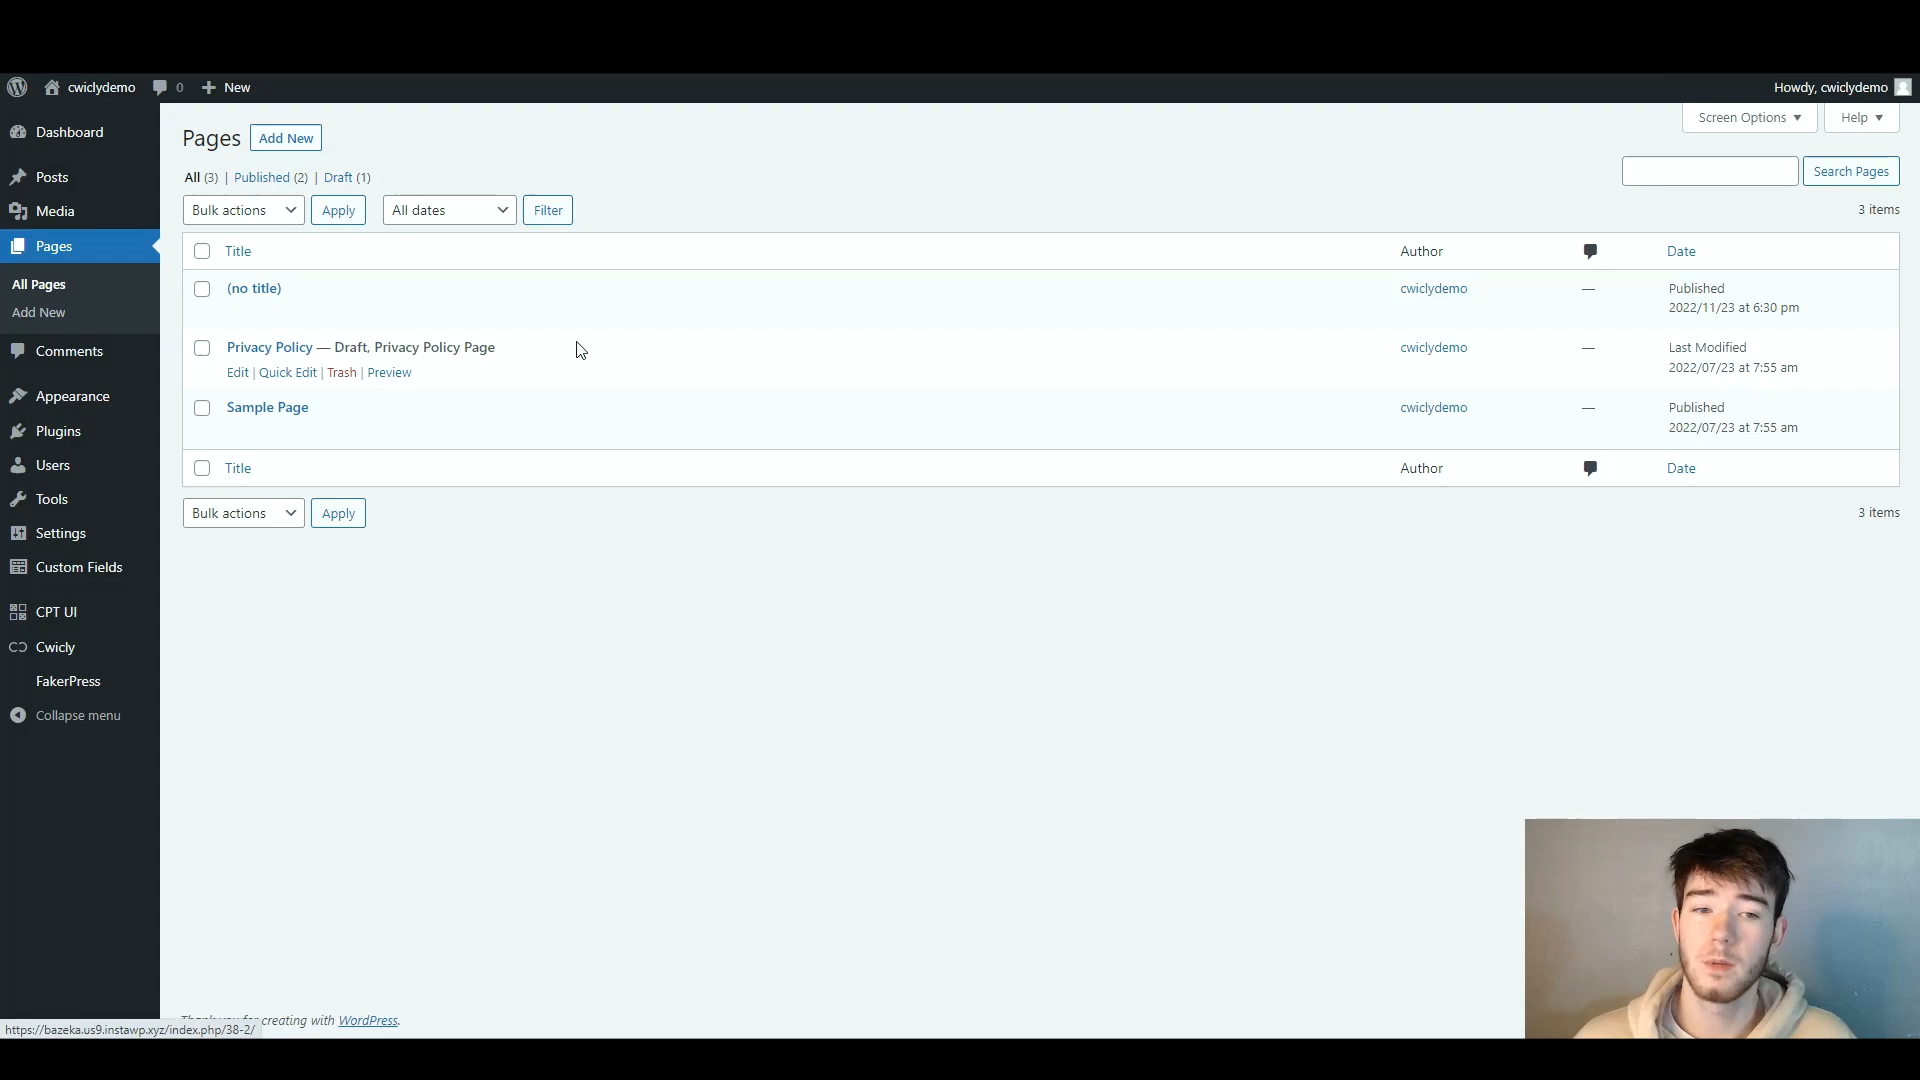 cwiclydemo 0 New Howdy, cwiclydemo
Screen Options Help
Dashboard
Posts
Media
Pages
All Pages
Add New
Comments
Appearance
Plugins
Users
Tools
Settings
Custom Fields
CPT UI
Cwicly
FakerPress
Collapse menu
Pages Add New
All (3) | Published (2) | Draft (1)
Search Pages
Bulk actions Apply All dates Filter 3 items
Title Author Date
(no title) cwiclydemo — Published
2022/11/23 at 6:30 pm
Privacy Policy — Draft, Privacy Policy Page cwiclydemo — Last Modified
Edit | Quick Edit | Trash | Preview 2022/07/23 at 7:55 am
Sample Page cwiclydemo — Published
2022/07/23 at 7:55 am
Title Author Date
Bulk actions Apply 3 items
creating with WordPress.
https://bazeka.us9.instawp.xyz/index.php/38-2/